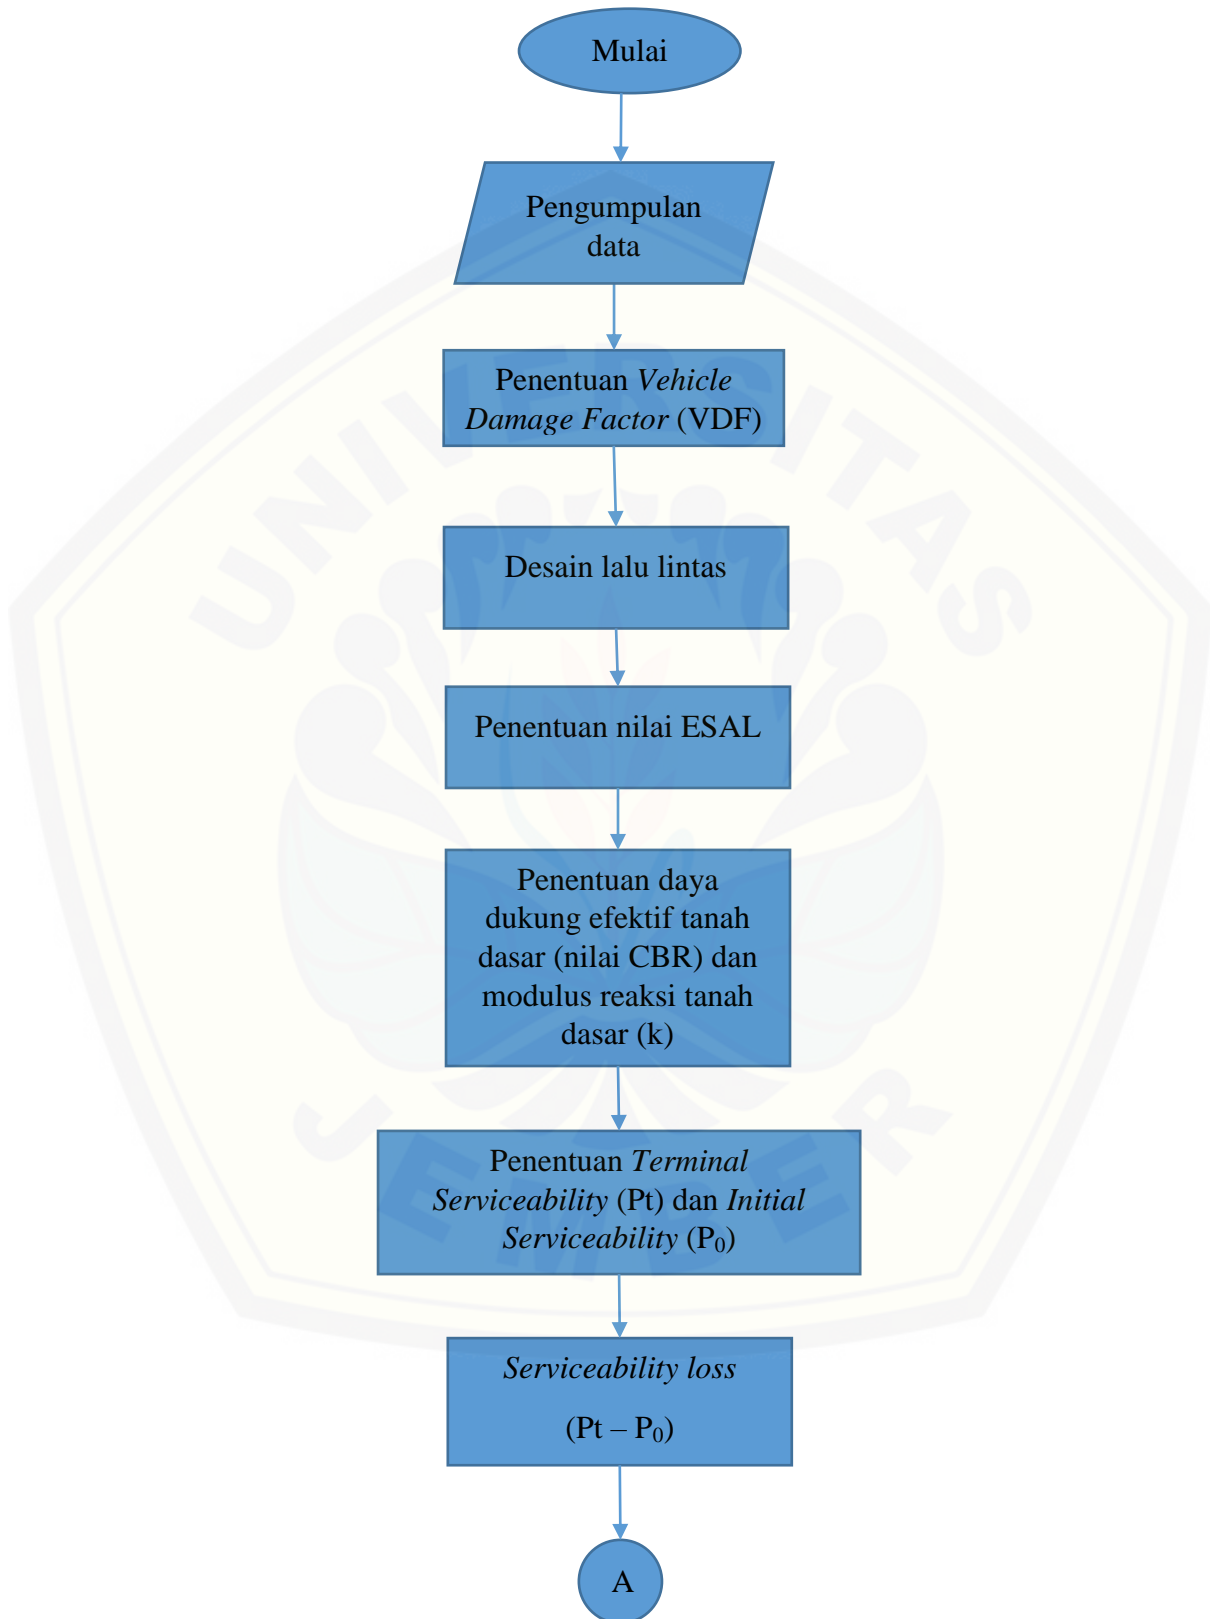 Mulai
Pengumpulan
data
Penentuan Vehicle
Damage Factor (VDF)
Desain lalu lintas
Penentuan nilai ESAL
Penentuan daya
dukung efektif tanah
dasar (nilai CBR) dan
modulus reaksi tanah
dasar (k)
Penentuan Terminal
Serviceability (Pt) dan Initial
Serviceability (P₀)
Serviceability loss
(Pt – P₀)
A
UNIVERSITAS
JEMBER